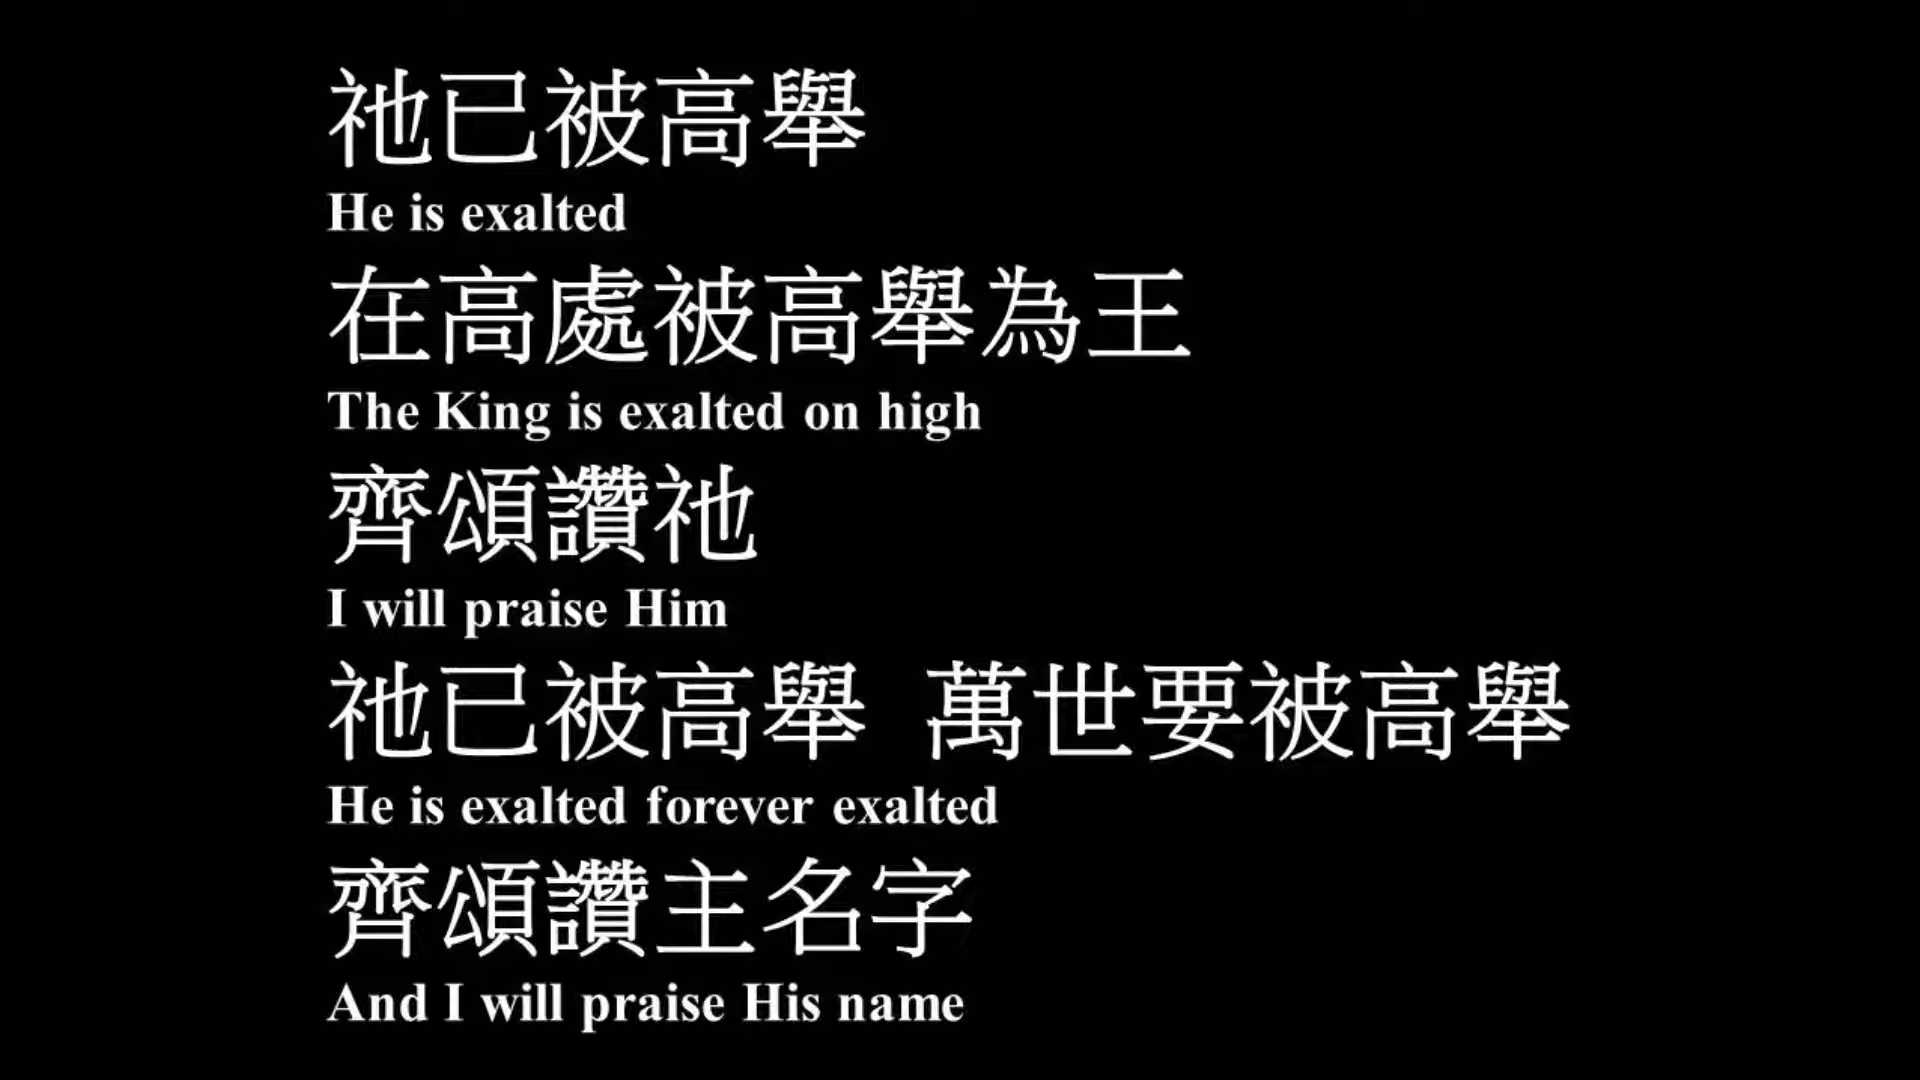 祂已被高舉
He is exalted
在高處被高舉為王
The King is exalted on high
齊頌讚祂
I will praise Him
祂已被高舉 萬世要被高舉
He is exalted forever exalted
齊頌讚主名字
And I will praise His name